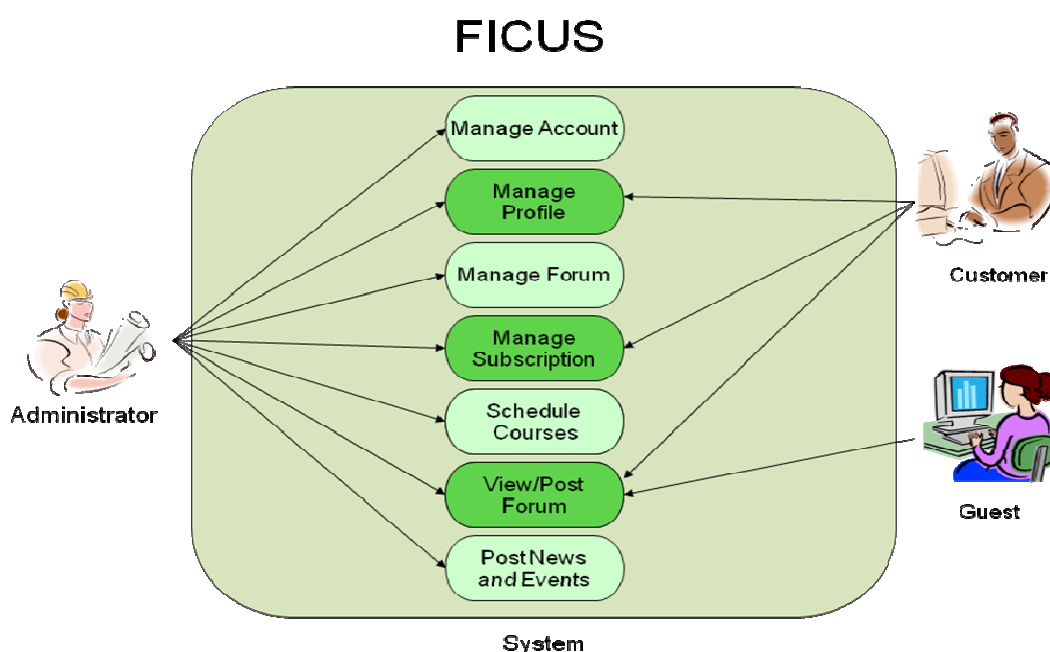 FICUS
Manage Account
Manage
Profile
Manage Forum
Manage
Subscription
Schedule
Courses
View/Post
Forum
Post News
and Events
Administrator
Customer
Guest
System